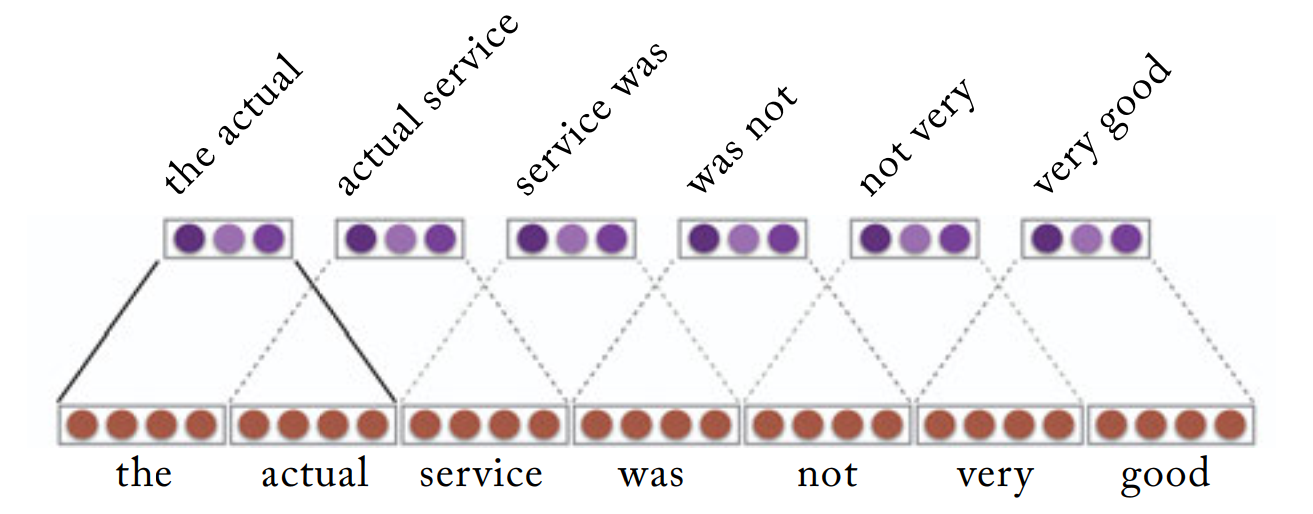 the actual
actual service
service was
was not
not very
very good
the
actual
service
was
not
very
good